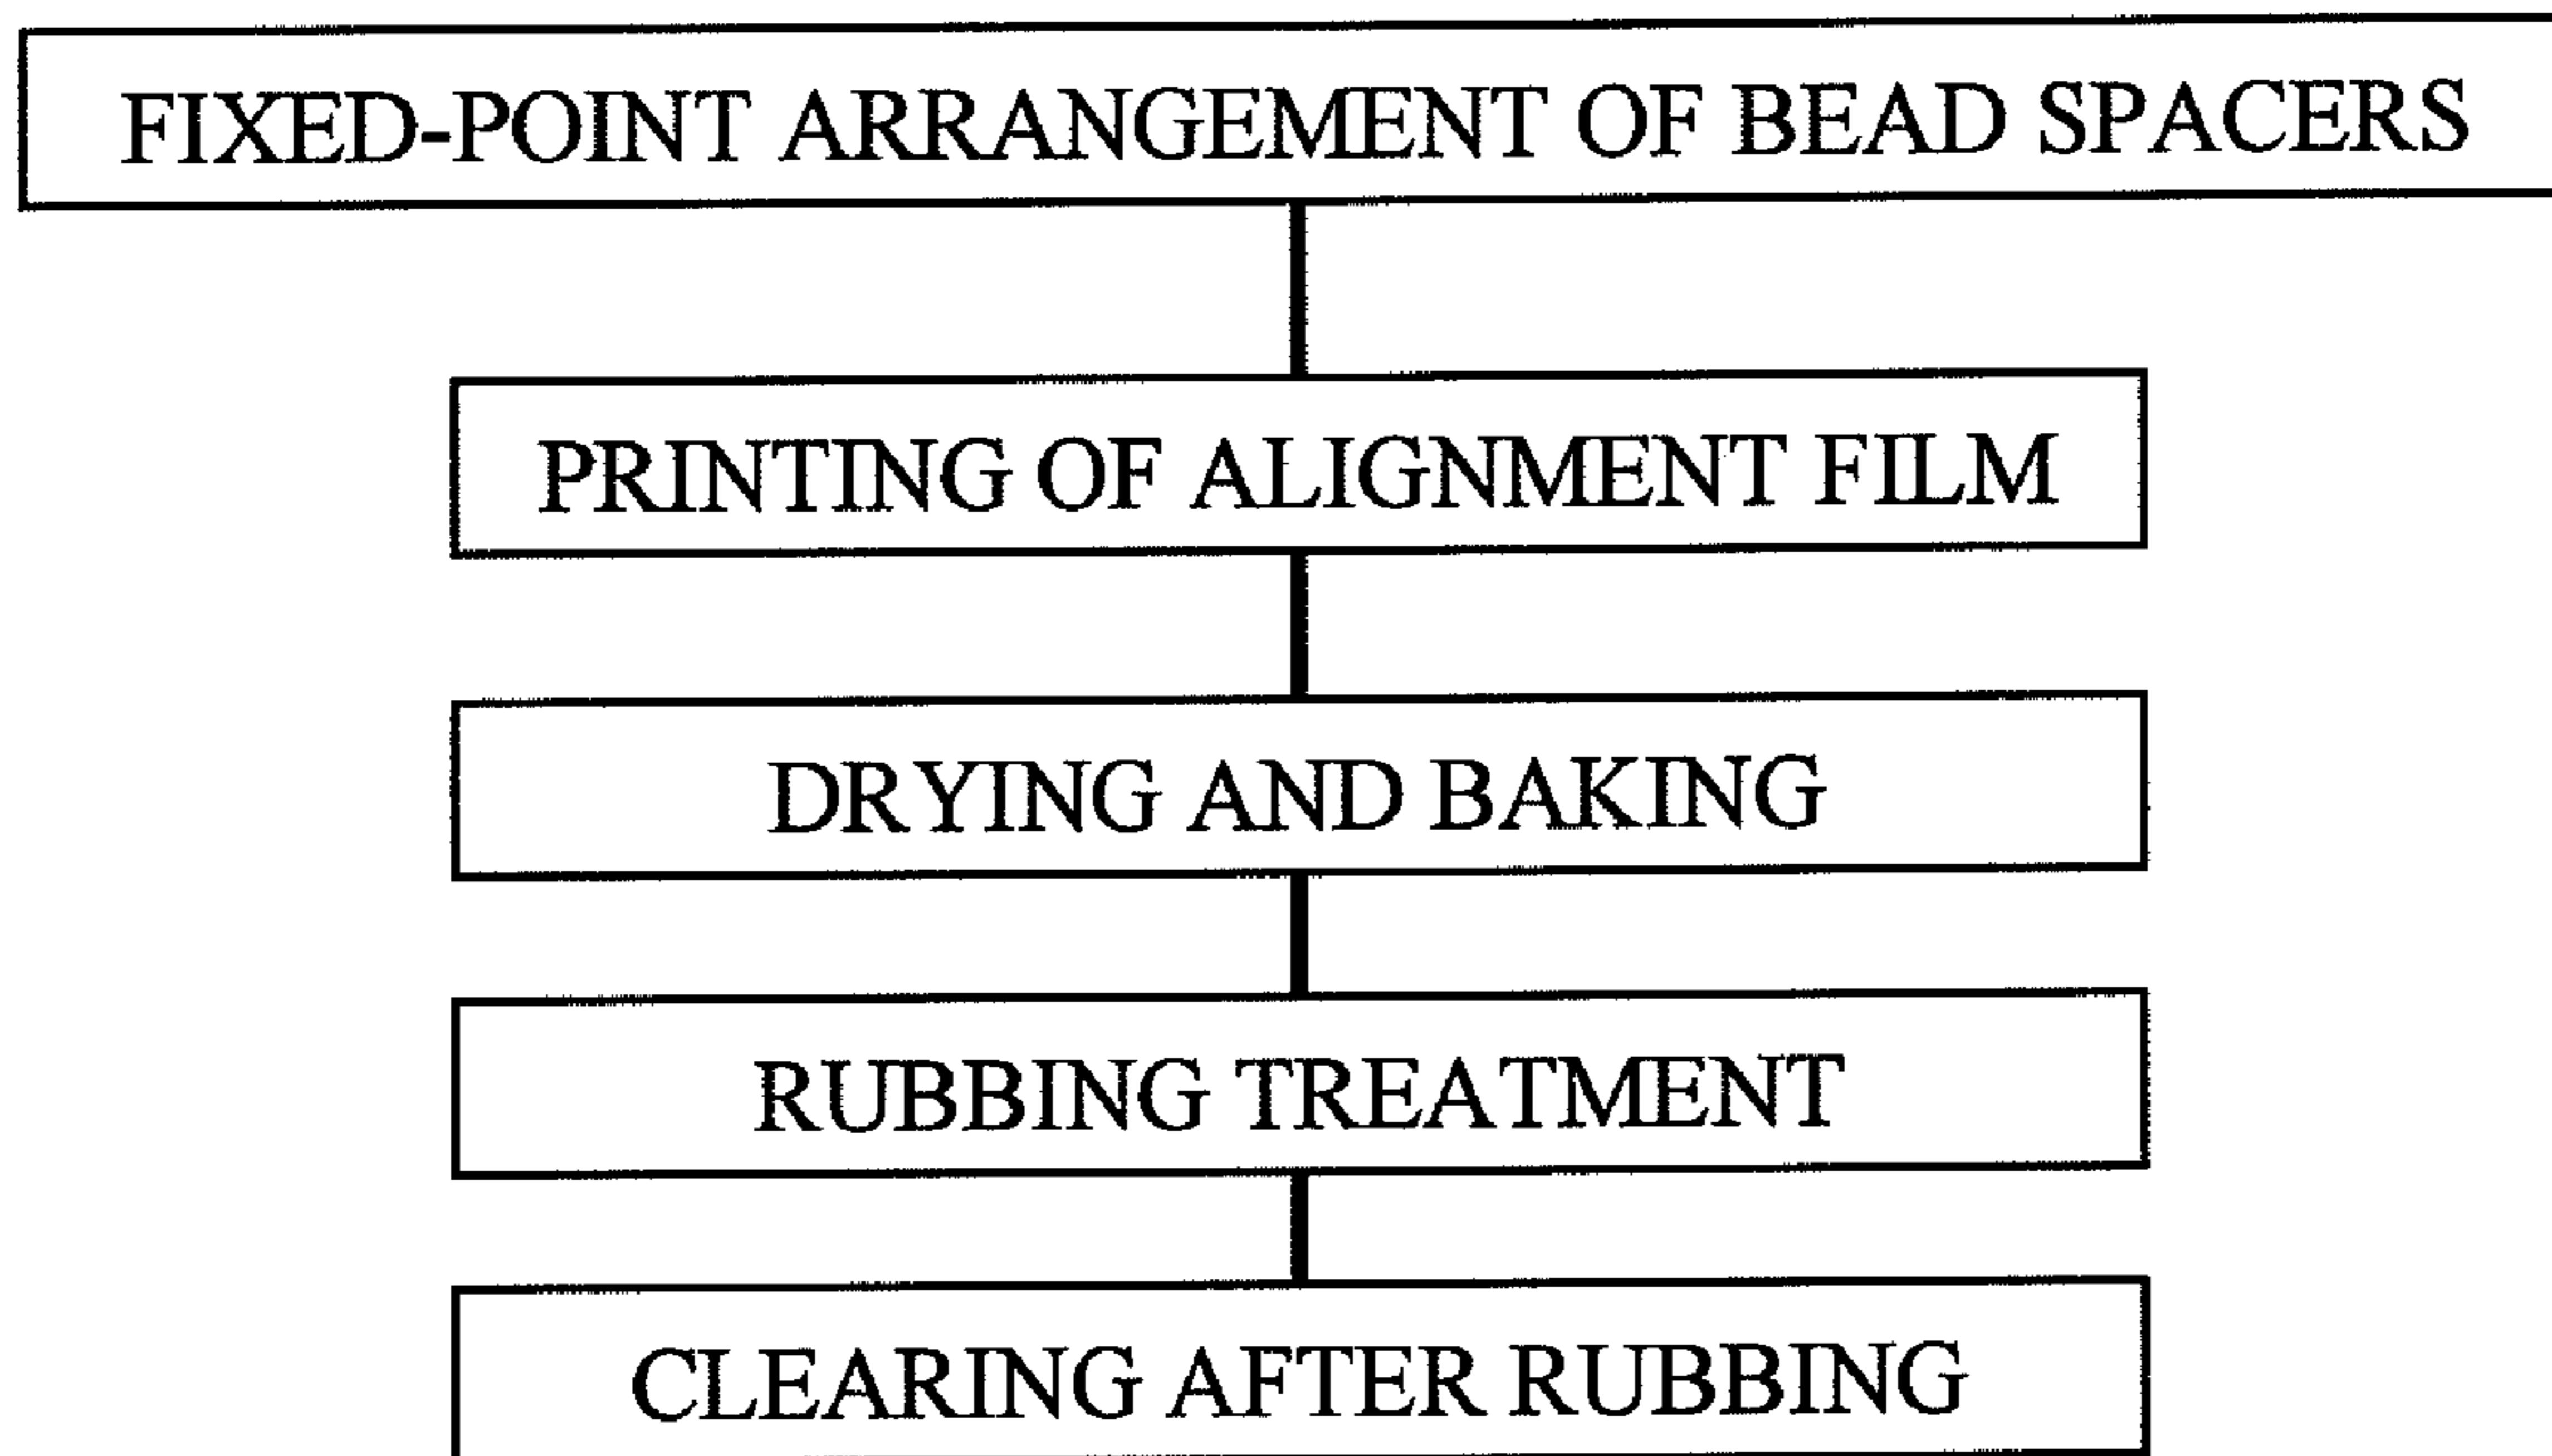 FIXED-POINT ARRANGEMENT OF BEAD SPACERS
PRINTING OF ALIGNMENT FILM
DRYING AND BAKING
RUBBING TREATMENT
CLEARING AFTER RUBBING